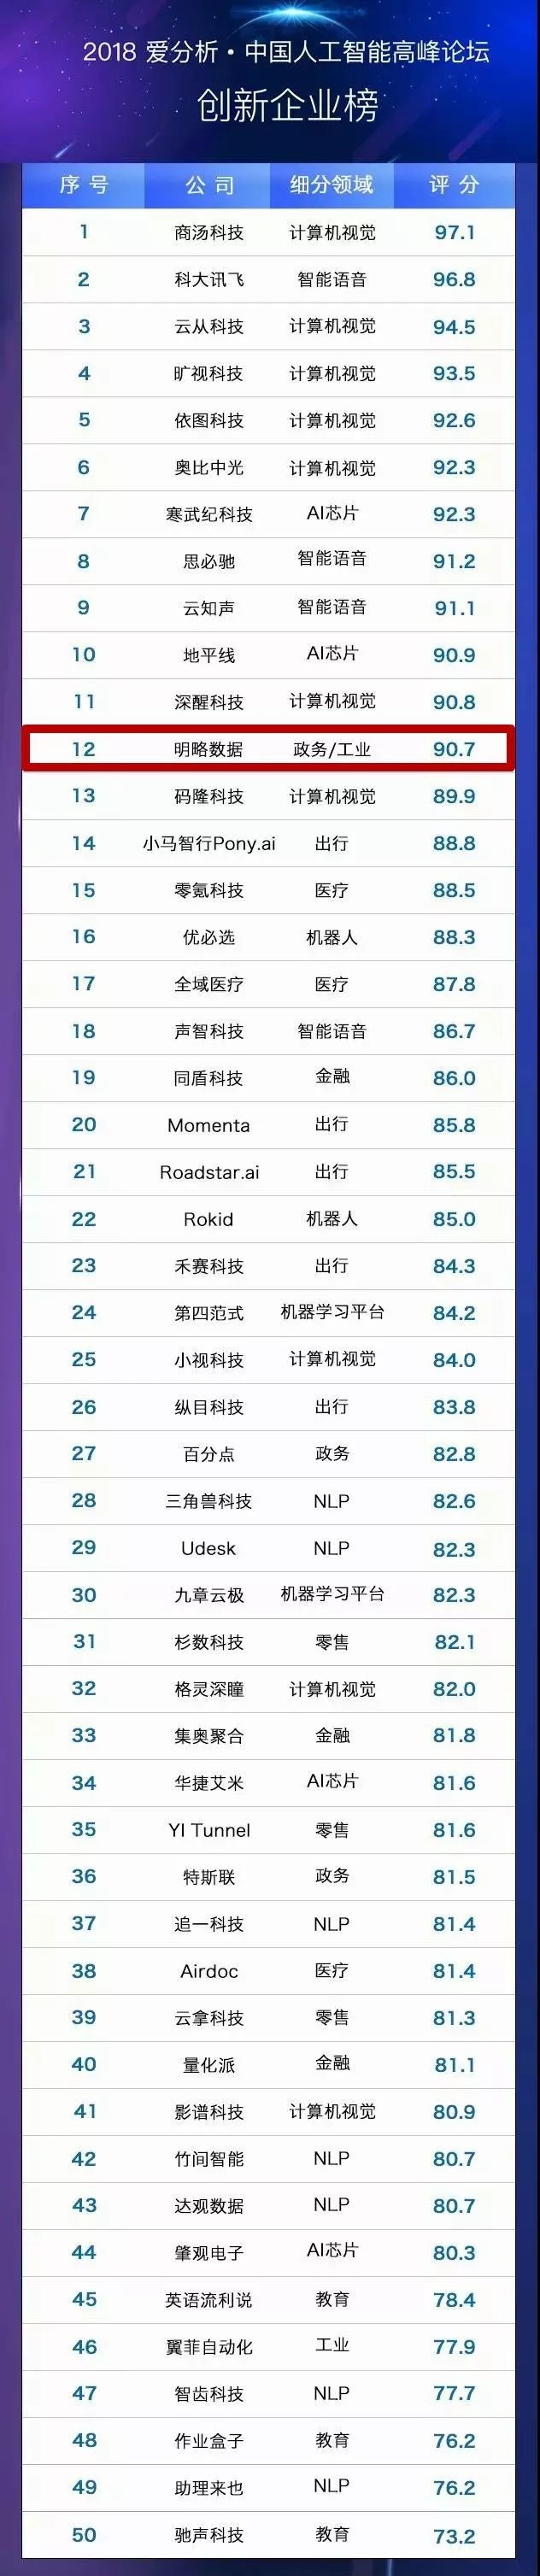 2018 爱分析·中国人工智能高峰论坛
创新企业榜
序号 公司 细分领域 评分
1 商汤科技 计算机视觉 97.1
2 科大讯飞 智能语音 96.8
3 云从科技 计算机视觉 94.5
4 旷视科技 计算机视觉 93.5
5 依图科技 计算机视觉 92.6
6 奥比中光 计算机视觉 92.3
7 寒武纪科技 AI芯片 92.3
8 思必驰 智能语音 91.2
9 云知声 智能语音 91.1
10 地平线 AI芯片 90.9
11 深醒科技 计算机视觉 90.8
12 明略数据 政务/工业 90.7
13 码隆科技 计算机视觉 89.9
14 小马智行Pony.ai 出行 88.8
15 零氪科技 医疗 88.5
16 优必选 机器人 88.3
17 全域医疗 医疗 87.8
18 声智科技 智能语音 86.7
19 同盾科技 金融 86.0
20 Momenta 出行 85.8
21 Roadstar.ai 出行 85.5
22 Rokid 机器人 85.0
23 禾赛科技 出行 84.3
24 第四范式 机器学习平台 84.2
25 小视科技 计算机视觉 84.0
26 纵目科技 出行 83.8
27 百分点 政务 82.8
28 三角兽科技 NLP 82.6
29 Udesk NLP 82.3
30 九章云极 机器学习平台 82.3
31 杉数科技 零售 82.1
32 格灵深瞳 计算机视觉 82.0
33 集奥聚合 金融 81.8
34 华捷艾米 AI芯片 81.6
35 YI Tunnel 零售 81.6
36 特斯联 政务 81.5
37 追一科技 NLP 81.4
38 Airdoc 医疗 81.4
39 云拿科技 零售 81.3
40 量化派 金融 81.1
41 影谱科技 计算机视觉 80.9
42 竹间智能 NLP 80.7
43 达观数据 NLP 80.7
44 肇观电子 AI芯片 80.3
45 英语流利说 教育 78.4
46 翼菲自动化 工业 77.9
47 智齿科技 NLP 77.7
48 作业盒子 教育 76.2
49 助理来也 NLP 76.2
50 驰声科技 教育 73.2